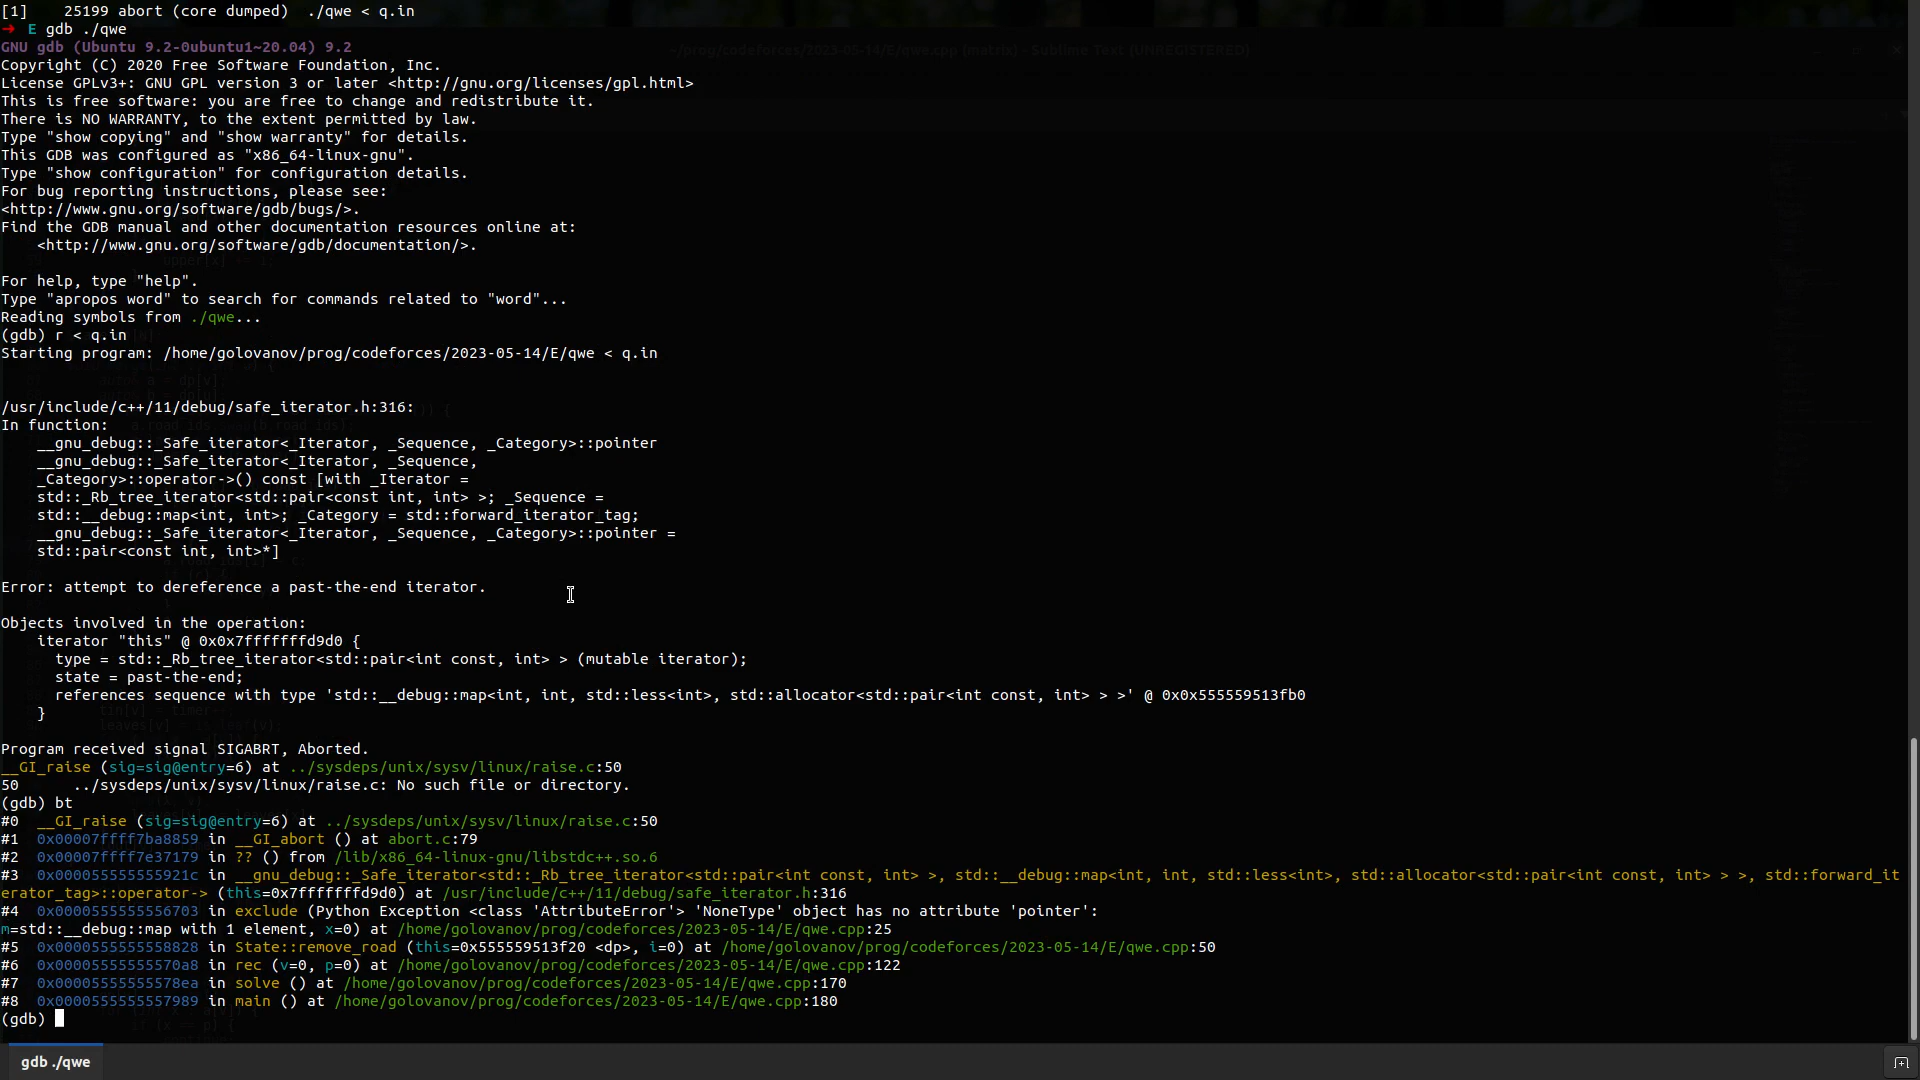 [1]    25199 abort (core dumped)  ./qwe < q.in
➜  E gdb ./qwe
GNU gdb (Ubuntu 9.2-0ubuntu1~20.04) 9.2
~/prog/codeforces/2023-05-14/E/qwe.cpp (matstx) - Sublime Text (UNREGISTERED)
Copyright (C) 2020 Free Software Foundation, Inc.
License GPLv3+: GNU GPL version 3 or later <http://gnu.org/licenses/gpl.html>
This is free software: you are free to change and redistribute it.
There is NO WARRANTY, to the extent permitted by law.
Type "show copying" and "show warranty" for details.
This GDB was configured as "x86_64-linux-gnu".
Type "show configuration" for configuration details.
For bug reporting instructions, please see:
<http://www.gnu.org/software/gdb/bugs/>.
Find the GDB manual and other documentation resources online at:
    <http://www.gnu.org/software/gdb/documentation/>.
For help, type "help".
Type "apropos word" to search for commands related to "word"...
Reading symbols from ./qwe...
(gdb) r < q.in
Starting program: /home/golovanov/prog/codeforces/2023-05-14/E/qwe < q.in
/usr/include/c++/11/debug/safe_iterator.h:316:
In function:
    __gnu_debug::_Safe_iterator<_Iterator, _Sequence, _Category>::pointer
    __gnu_debug::_Safe_iterator<_Iterator, _Sequence,
    _Category>::operator->() const [with _Iterator =
    std::_Rb_tree_iterator<std::pair<const int, int> >; _Sequence =
    std::__debug::map<int, int>; _Category = std::forward_iterator_tag;
    __gnu_debug::_Safe_iterator<_Iterator, _Sequence, _Category>::pointer =
    std::pair<const int, int>*]
Error: attempt to dereference a past-the-end iterator.
Objects involved in the operation:
    iterator "this" @ 0x0x7fffffffd9d0 {
      type = std::_Rb_tree_iterator<std::pair<int const, int> > (mutable iterator);
      state = past-the-end;
      references sequence with type 'std::__debug::map<int, int, std::less<int>, std::allocator<std::pair<int const, int> > >' @ 0x0x555559513fb0
    }
Program received signal SIGABRT, Aborted.
__GI_raise (sig=sig@entry=6) at ../sysdeps/unix/sysv/linux/raise.c:50
50      ../sysdeps/unix/sysv/linux/raise.c: No such file or directory.
(gdb) bt
#0  __GI_raise (sig=sig@entry=6) at ../sysdeps/unix/sysv/linux/raise.c:50
#1  0x00007ffff7ba8859 in __GI_abort () at abort.c:79
#2  0x00007ffff7e37179 in ?? () from /lib/x86_64-linux-gnu/libstdc++.so.6
#3  0x000055555555921c in __gnu_debug::_Safe_iterator<std::_Rb_tree_iterator<std::pair<int const, int> >, std::__debug::map<int, int, std::less<int>, std::allocator<std::pair<int const, int> > >, std::forward_it
erator_tag>::operator-> (this=0x7fffffffd9d0) at /usr/include/c++/11/debug/safe_iterator.h:316
#4  0x0000555555556703 in exclude (Python Exception <class 'AttributeError'> 'NoneType' object has no attribute 'pointer':
m=std::__debug::map with 1 element, x=0) at /home/golovanov/prog/codeforces/2023-05-14/E/qwe.cpp:25
#5  0x0000555555558828 in State::remove_road (this=0x555559513f20 <dp>, i=0) at /home/golovanov/prog/codeforces/2023-05-14/E/qwe.cpp:50
#6  0x00005555555570a8 in rec (v=0, p=0) at /home/golovanov/prog/codeforces/2023-05-14/E/qwe.cpp:122
#7  0x00005555555578ea in solve () at /home/golovanov/prog/codeforces/2023-05-14/E/qwe.cpp:170
#8  0x0000555555557989 in main () at /home/golovanov/prog/codeforces/2023-05-14/E/qwe.cpp:180
(gdb)
gdb ./qwe